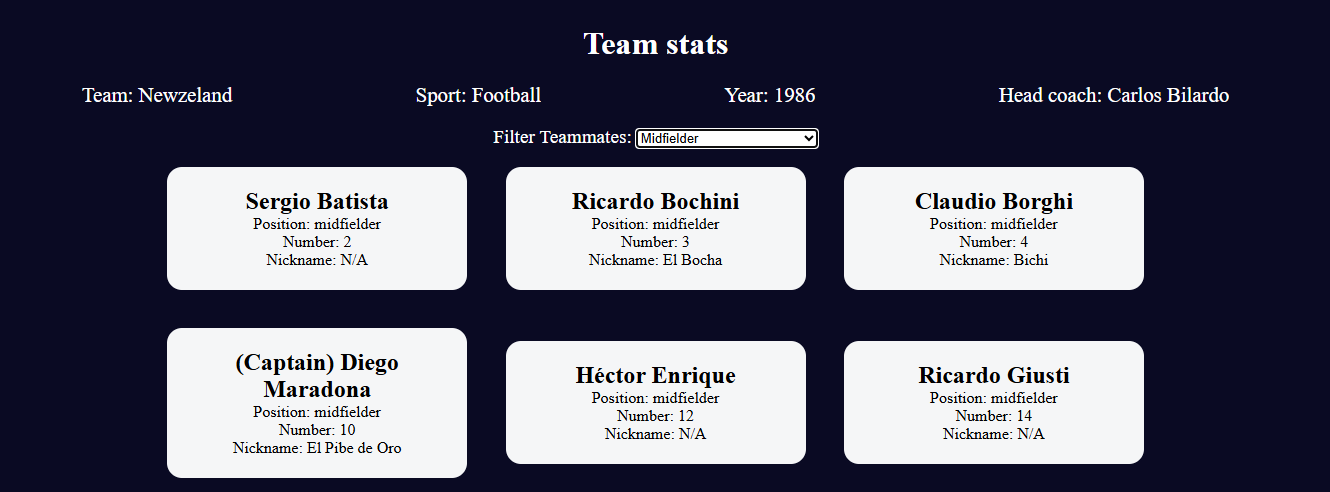 Team stats
Team: Newzeland Sport: Football Year: 1986 Head coach: Carlos Bilardo
Filter Teammates: Midfielder
Sergio Batista
Position: midfielder
Number: 2
Nickname: N/A
Ricardo Bochini
Position: midfielder
Number: 3
Nickname: El Bocha
Claudio Borghi
Position: midfielder
Number: 4
Nickname: Bichi
(Captain) Diego
Maradona
Position: midfielder
Number: 10
Nickname: El Pibe de Oro
Héctor Enrique
Position: midfielder
Number: 12
Nickname: N/A
Ricardo Giusti
Position: midfielder
Number: 14
Nickname: N/A